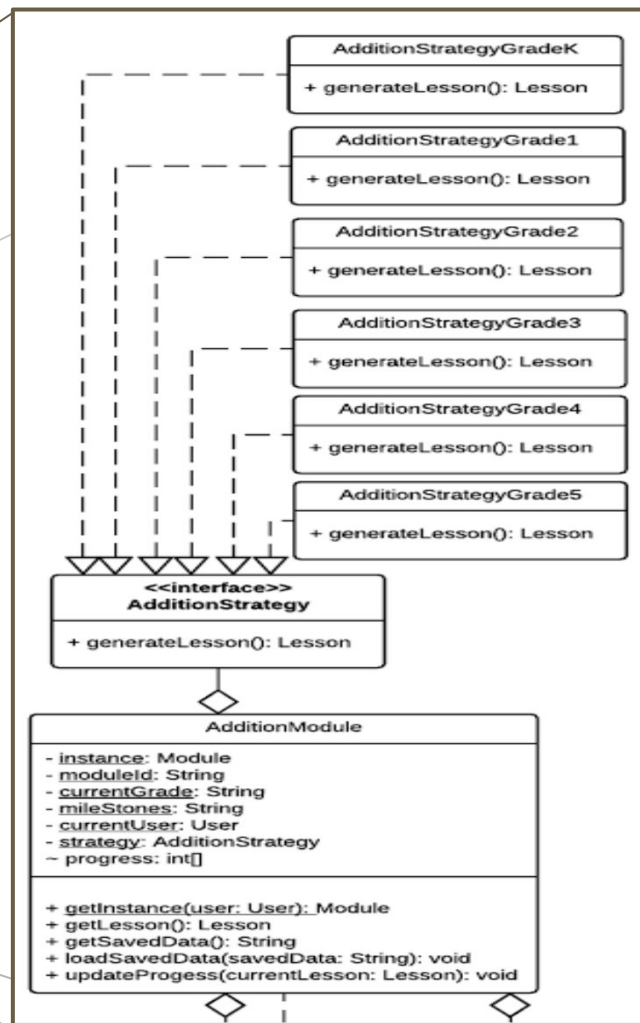 AdditionStrategyGradeK
+ generateLesson(): Lesson
AdditionStrategyGrade1
+ generateLesson(): Lesson
AdditionStrategyGrade2
+ generateLesson(): Lesson
AdditionStrategyGrade3
+ generateLesson(): Lesson
AdditionStrategyGrade4
+ generateLesson(): Lesson
AdditionStrategyGrade5
+ generateLesson(): Lesson
<<interface>>
AdditionStrategy
+ generateLesson(): Lesson
AdditionModule
- instance: Module
- moduleId: String
- currentGrade: String
- mileStones: String
- currentUser: User
- strategy: AdditionStrategy
~ progress: int[]
+ getInstance(user: User): Module
+ getLesson(): Lesson
+ getSavedData(): String
+ loadSavedData(savedData: String): void
+ updateProgess(currentLesson: Lesson): void